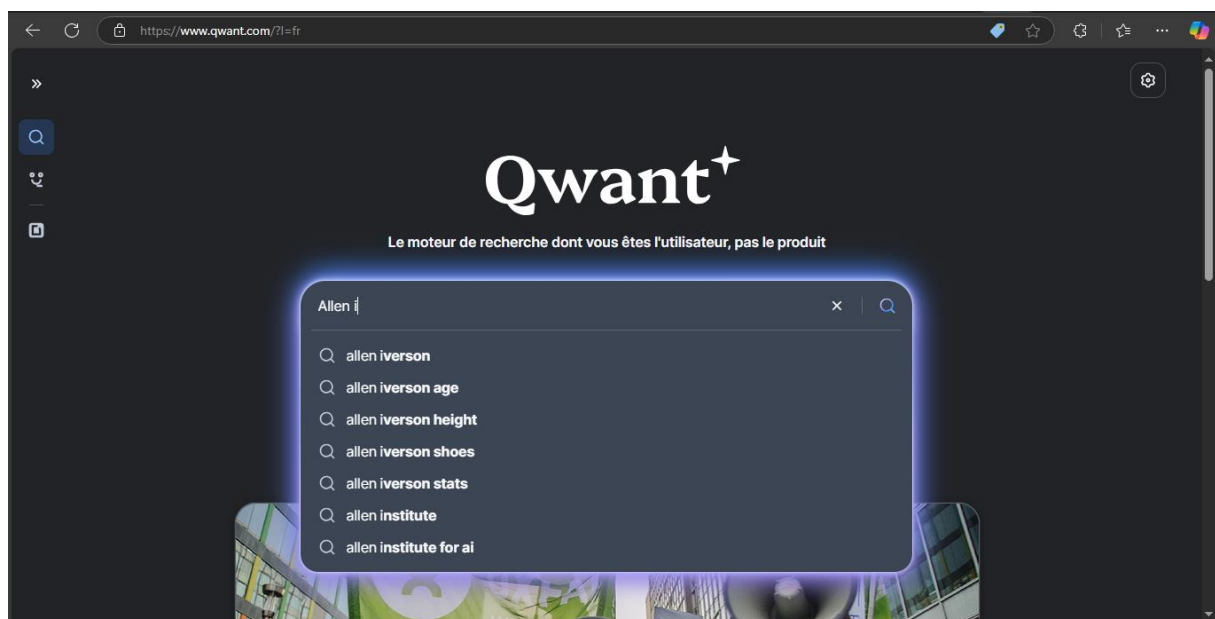 https://www.qwant.com/?l=fr
Qwant+
Le moteur de recherche dont vous êtes l'utilisateur, pas le produit
Allen i
allen iverson
allen iverson age
allen iverson height
allen iverson shoes
allen iverson stats
allen institute
allen institute for ai